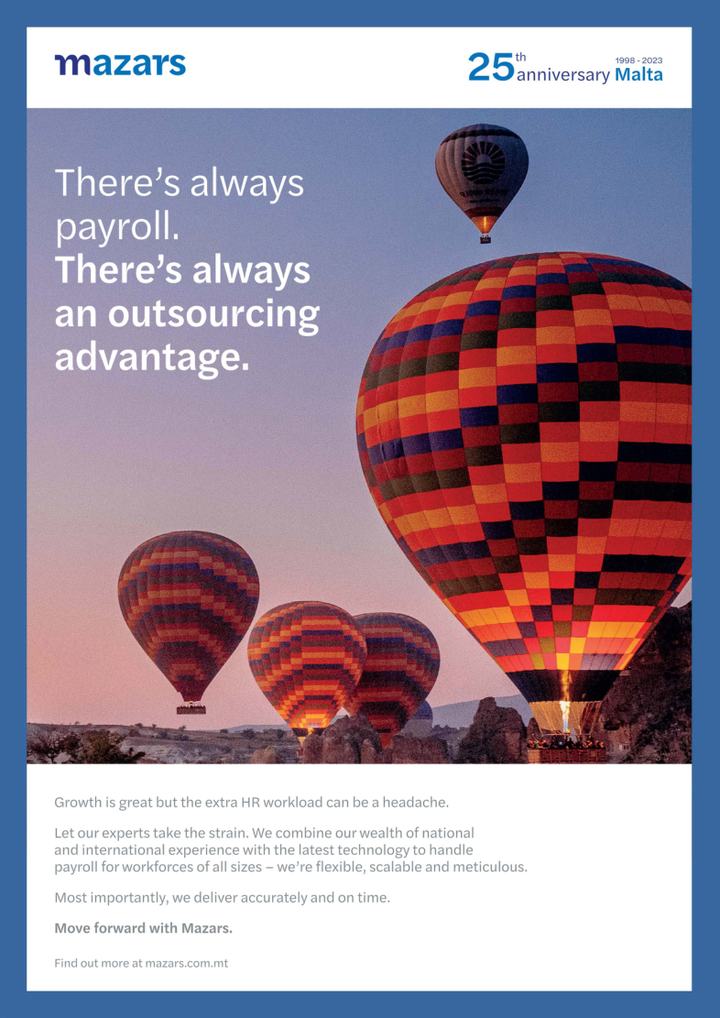 mazars
25th anniversary 1998 - 2023 Malta
There’s always
payroll.
There’s always
an outsourcing
advantage.
Growth is great but the extra HR workload can be a headache.
Let our experts take the strain. We combine our wealth of national
and international experience with the latest technology to handle
payroll for workforces of all sizes – we’re flexible, scalable and meticulous.
Most importantly, we deliver accurately and on time.
Move forward with Mazars.
Find out more at mazars.com.mt